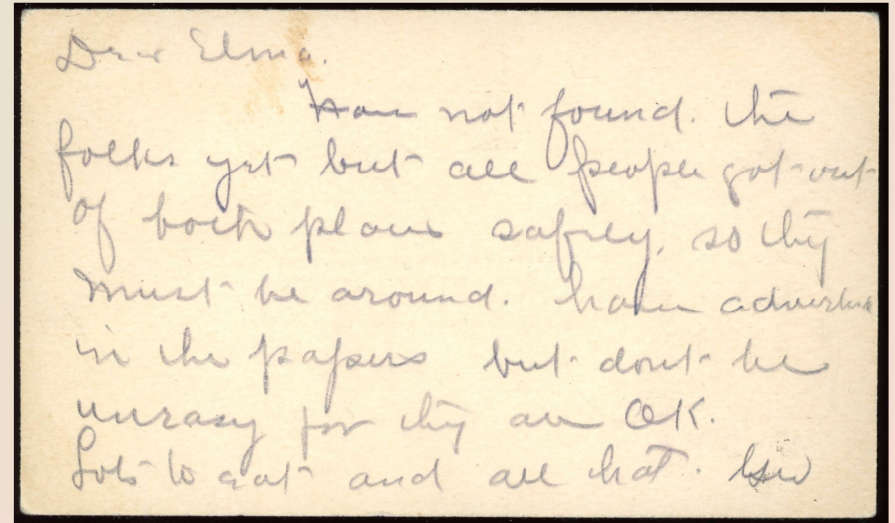 Dear Elma.
Have not found. the
folks yet but all people got out
of both places safely, so they
must be around. have advertised
in the papers but dont be
uneasy for they are OK.
Lots to eat and all that.